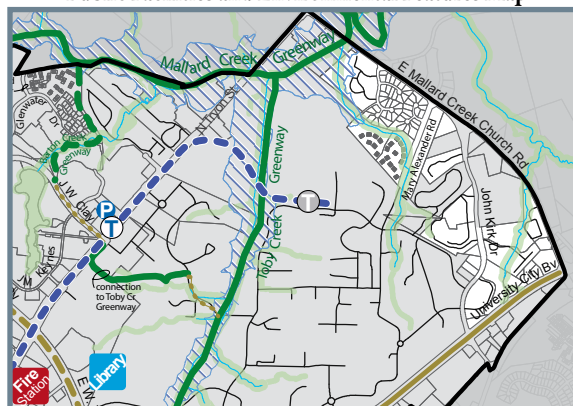 Mallard Creek Greenway
E Mallard Creek Church Rd
Glenwater Dr
N Tryon St
Greenway
Mary Alexander Rd
Toby Creek Greenway
J. W. Clay
P
T
T
John Kirk Dr
University City Bv
Keynes
M
connection
to Toby Cr
Greenway
Fire
Station
Library
E W.